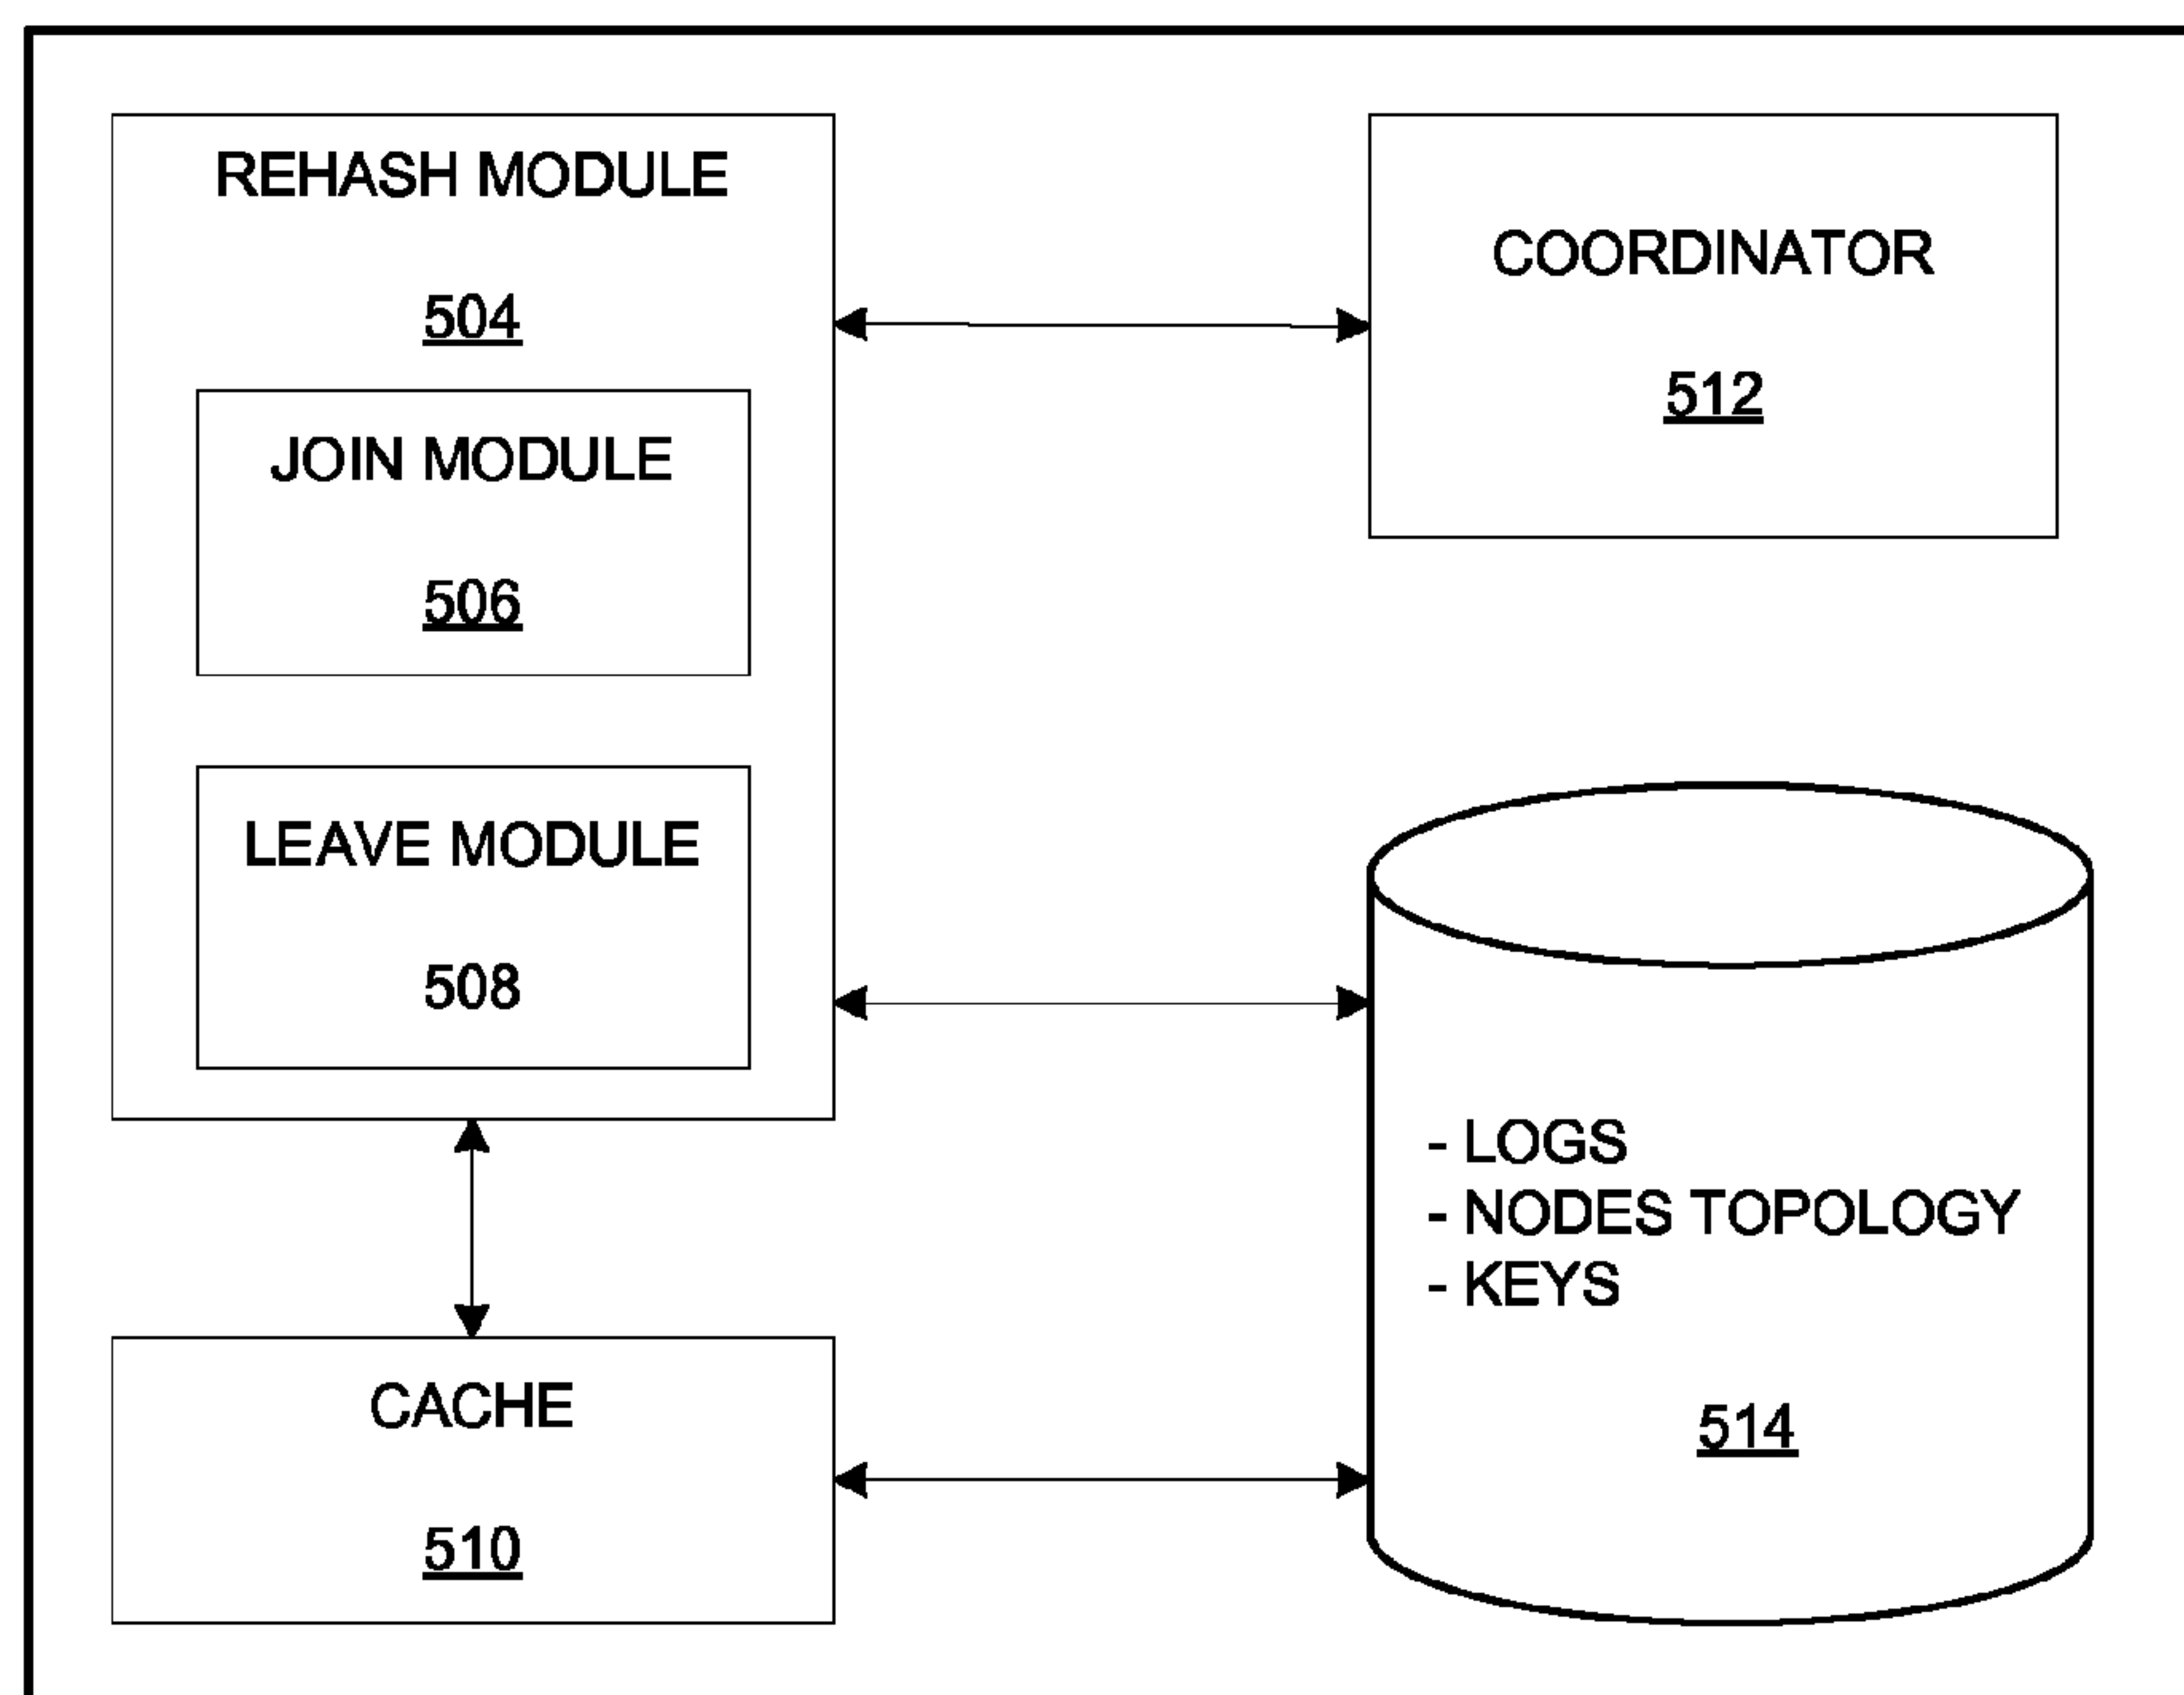 REHASH MODULE
504
JOIN MODULE
506
LEAVE MODULE
508
CACHE
510
COORDINATOR
512
- LOGS
- NODES TOPOLOGY
- KEYS
514